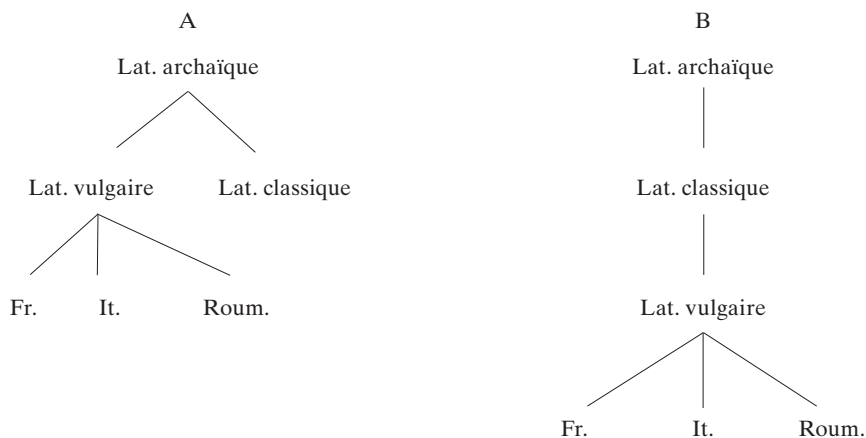 A
Lat. archaïque
Lat. vulgaire
Lat. classique
Fr.
It.
Roum.
B
Lat. archaïque
Lat. classique
Lat. vulgaire
Fr.
It.
Roum.